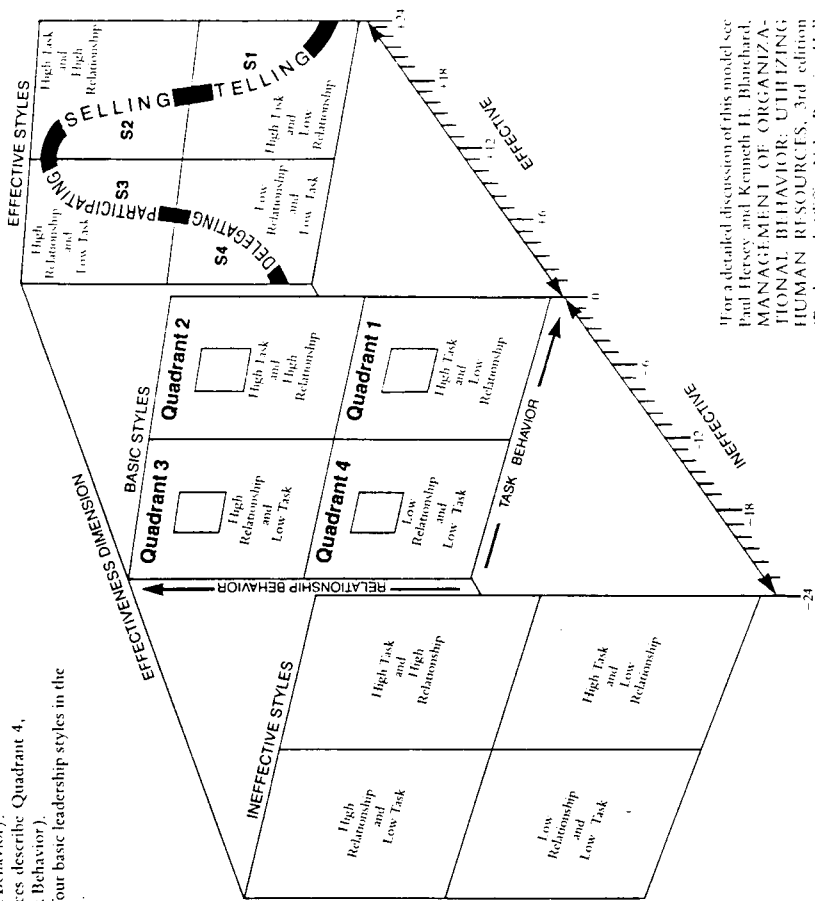 Behavior).
ces describe Quadrant 4,
Behavior).
four basic leadership styles in the
EFFECTIVENESS DIMENSION
EFFECTIVE STYLES
High
Relationship
and
Low Task
High Task
and
High
Relationship
PARTICIPATING
S3
SELLING
S2
DELEGATING
S4
TELLING
S1
Low
Relationship
and
Low Task
High Task
and
Low
Relationship
BASIC STYLES
Quadrant 3
High
Relationship
and
Low Task
Quadrant 2
High Task
and
High
Relationship
Quadrant 4
Low
Relationship
and
Low Task
Quadrant 1
High Task
and
Low
Relationship
RELATIONSHIP BEHAVIOR
TASK BEHAVIOR
INEFFECTIVE STYLES
High
Relationship
and
Low Task
High Task
and
High
Relationship
Low
Relationship
and
Low Task
High Task
and
Low
Relationship
+24
+18
+12
EFFECTIVE
+6
0
-6
INEFFECTIVE
-12
-18
-24
¹For a detailed discussion of this model see
Paul Hersey and Kenneth H. Blanchard,
MANAGEMENT OF ORGANIZA-
TIONAL BEHAVIOR: UTILIZING
HUMAN RESOURCES, 3rd edition